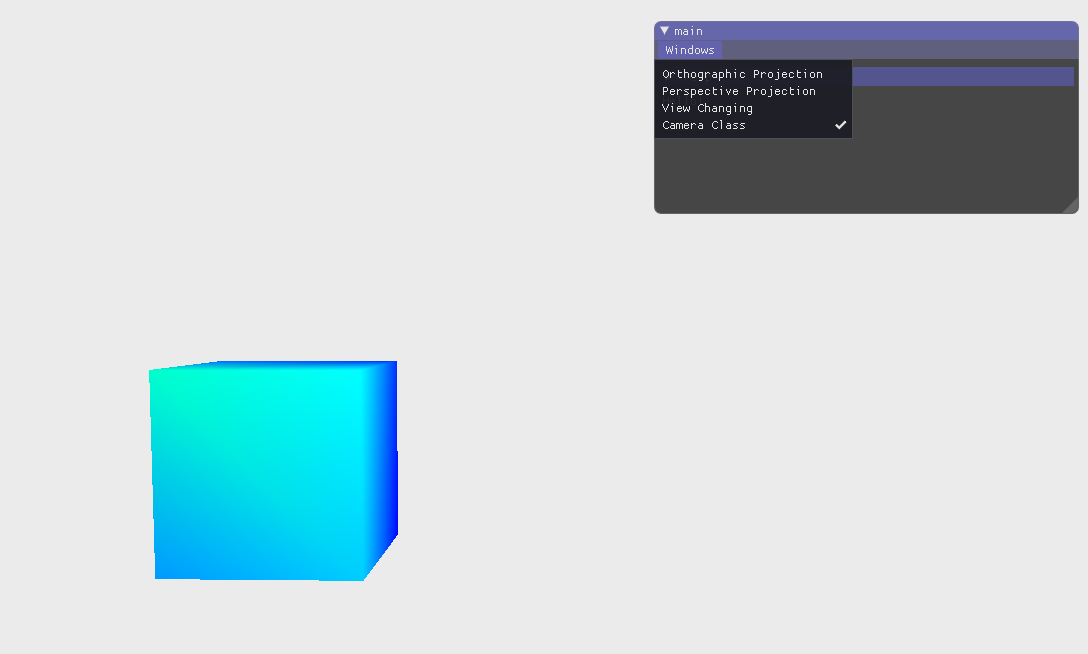 main
Windows
Orthographic Projection
Perspective Projection
View Changing
Camera Class